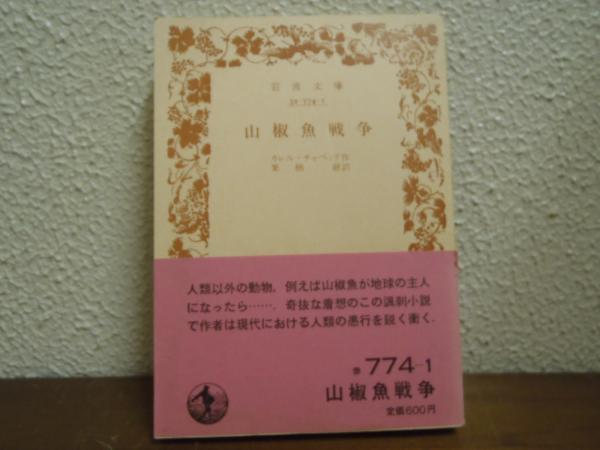 岩波文庫
山椒魚戦争
カレル・チャペック作
栗栖 継訳
人類以外の動物，例えば山椒魚が地球の主人
になったら……．奇抜な着想のこの諷刺小説
で作者は現代における人類の愚行を鋭く衝く．
赤 774-1
山椒魚戦争
定価600円